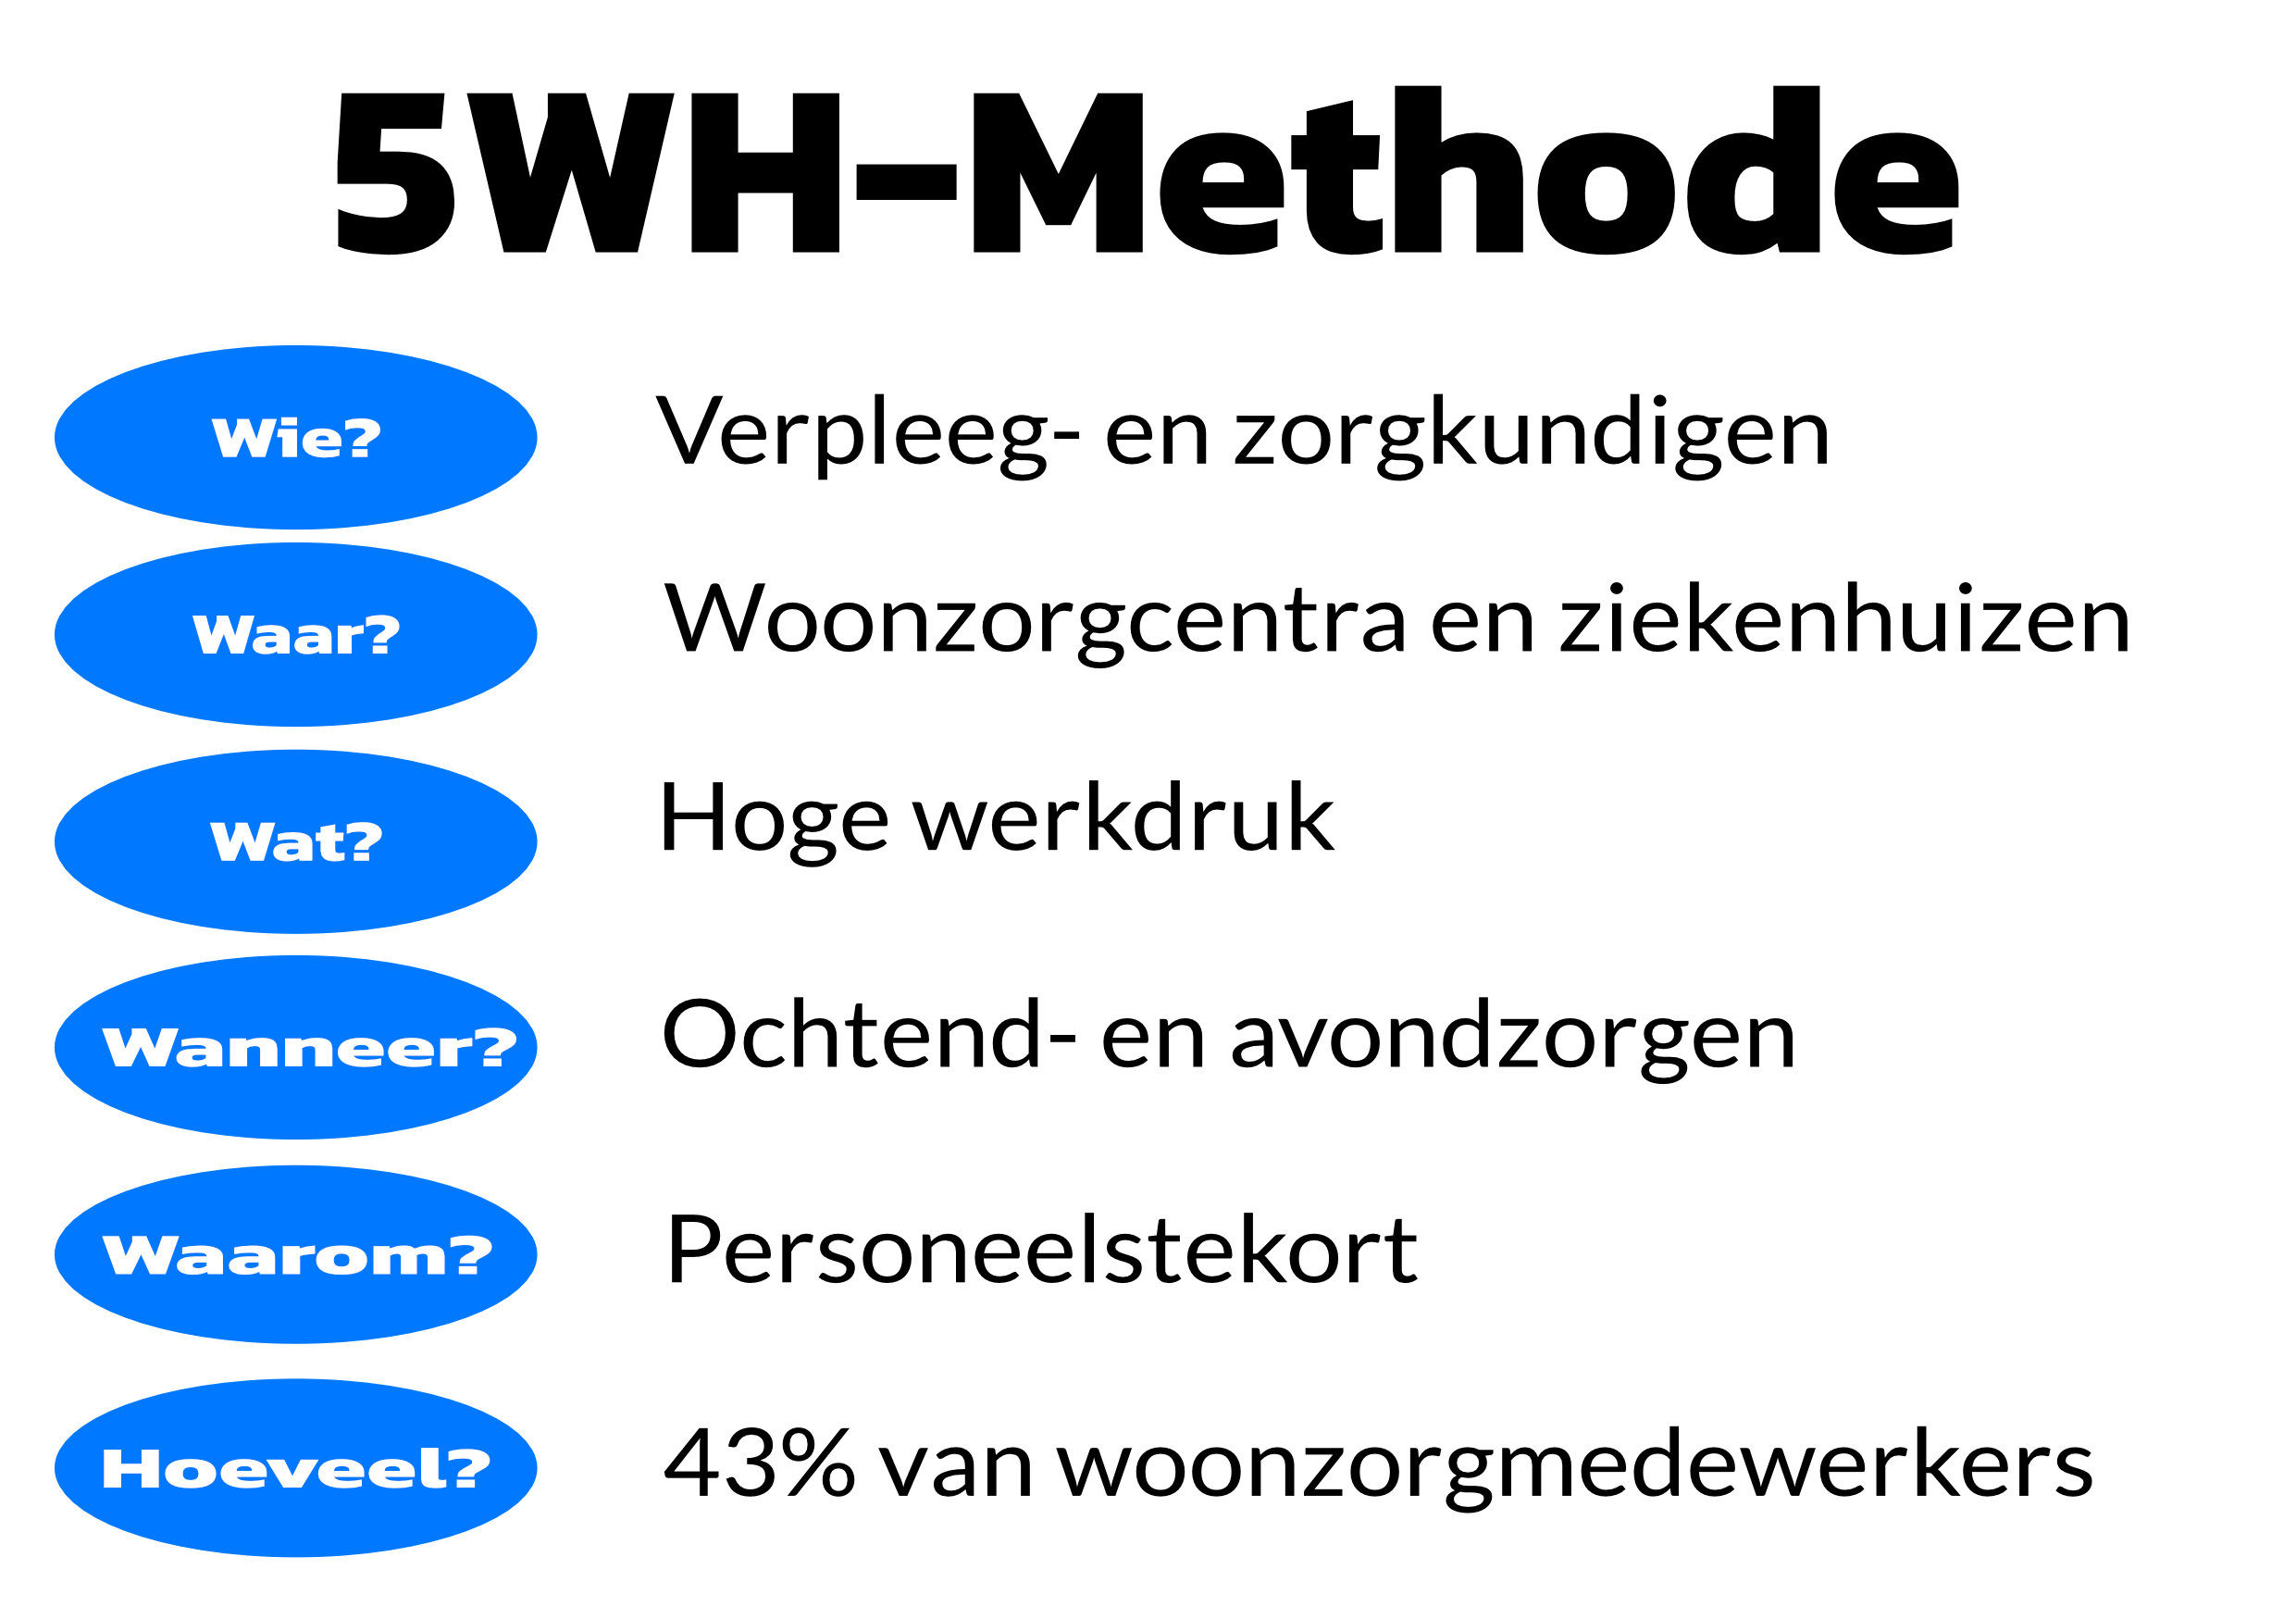 5WH-Methode
Wie?
Verpleeg- en zorgkundigen
Waar?
Woonzorgcentra en ziekenhuizen
Wat?
Hoge werkdruk
Wanneer?
Ochtend- en avondzorgen
Waarom?
Personeelstekort
Hoeveel?
43% van woonzorgmedewerkers